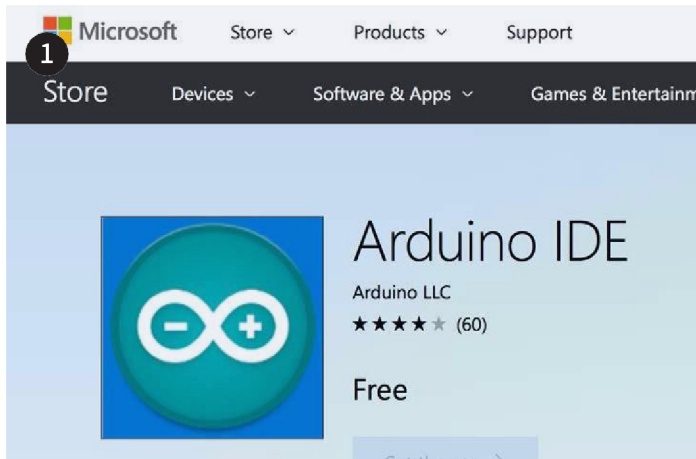 Microsoft Store Products Support
1
Store Devices Software & Apps Games & Entertainm
Arduino IDE
Arduino LLC
(60)
Free